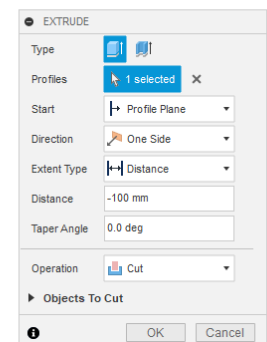 EXTRUDE
Type
Profiles 1 selected
Start Profile Plane
Direction One Side
Extent Type Distance
Distance -100 mm
Taper Angle 0.0 deg
Operation Cut
Objects To Cut
OK Cancel